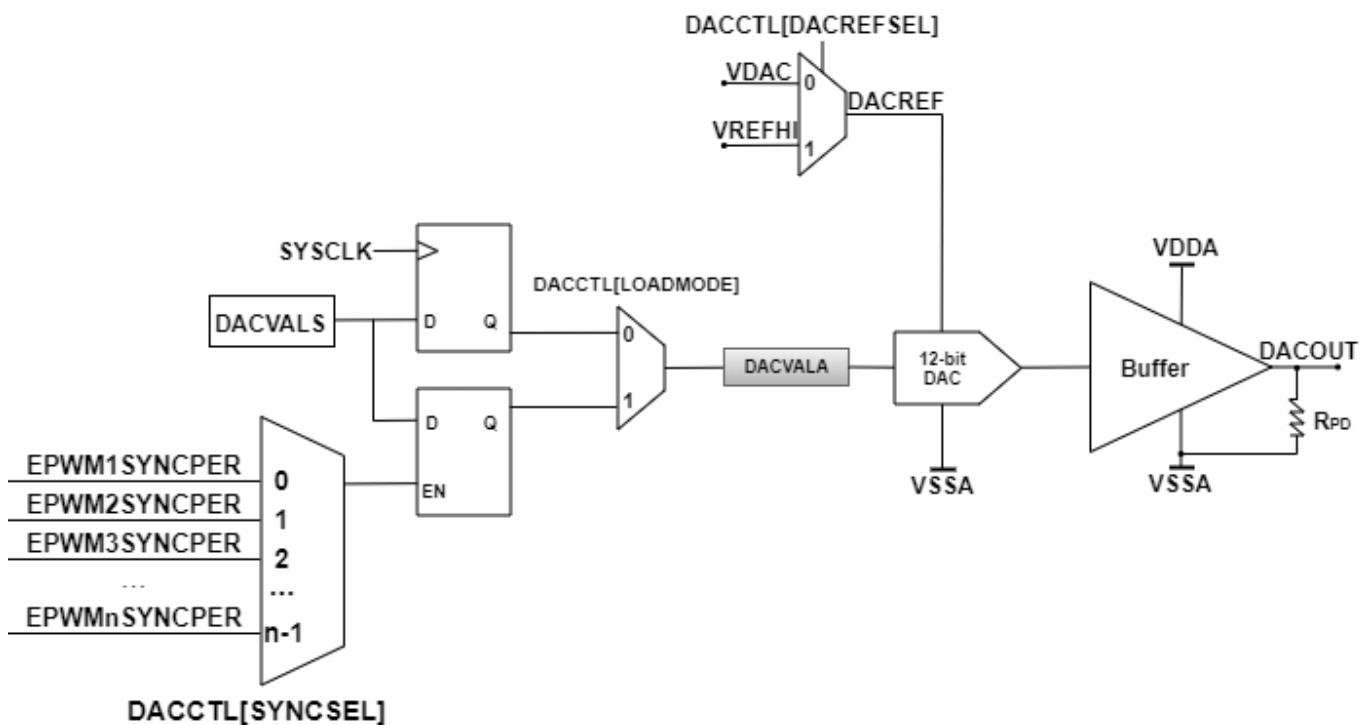 DACCTL[DACREFSEL]
VDAC
0
DACREF
VREFHI
1
SYSCLK
DACCTL[LOADMODE]
VDDA
DACVALS
D
Q
0
DACVALA
12-bit
DAC
Buffer
DACOUT
1
D
Q
RPD
EN
VSSA
VSSA
EPWM1SYNCPER
0
EPWM2SYNCPER
1
EPWM3SYNCPER
2
...
...
EPWMnSYNCPER
n-1
DACCTL[SYNCSEL]